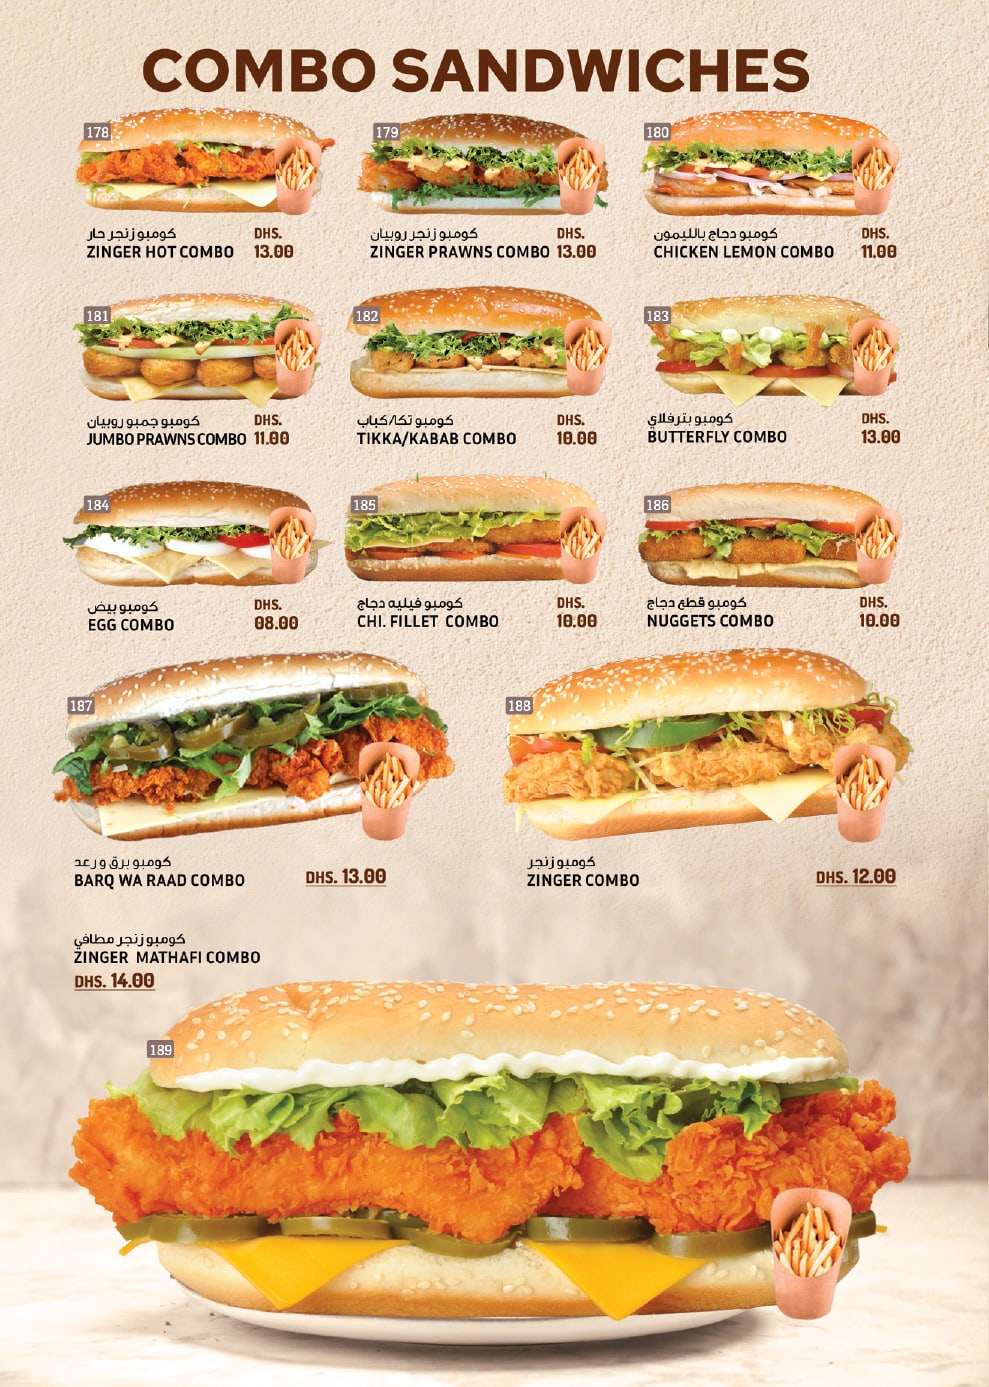 COMBO SANDWICHES
178
كومبو زنجر حار
ZINGER HOT COMBO
DHS.
13.00
179
كومبو زنجر روبيان
ZINGER PRAWNS COMBO
DHS.
13.00
180
كومبو دجاج بالليمون
CHICKEN LEMON COMBO
DHS.
11.00
181
كومبو جمبو روبيان
JUMBO PRAWNS COMBO
DHS.
11.00
182
كومبو تكا/كباب
TIKKA/KABAB COMBO
DHS.
10.00
183
كومبو بترفلاي
BUTTERFLY COMBO
DHS.
13.00
184
كومبو بيض
EGG COMBO
DHS.
08.00
185
كومبو فيليه دجاج
CHI. FILLET COMBO
DHS.
10.00
186
كومبو قطع دجاج
NUGGETS COMBO
DHS.
10.00
187
كومبو برق و رعد
BARQ WA RAAD COMBO
DHS. 13.00
188
كومبو زنجر
ZINGER COMBO
DHS. 12.00
كومبو زنجر مطافي
ZINGER MATHAFI COMBO
DHS. 14.00
189